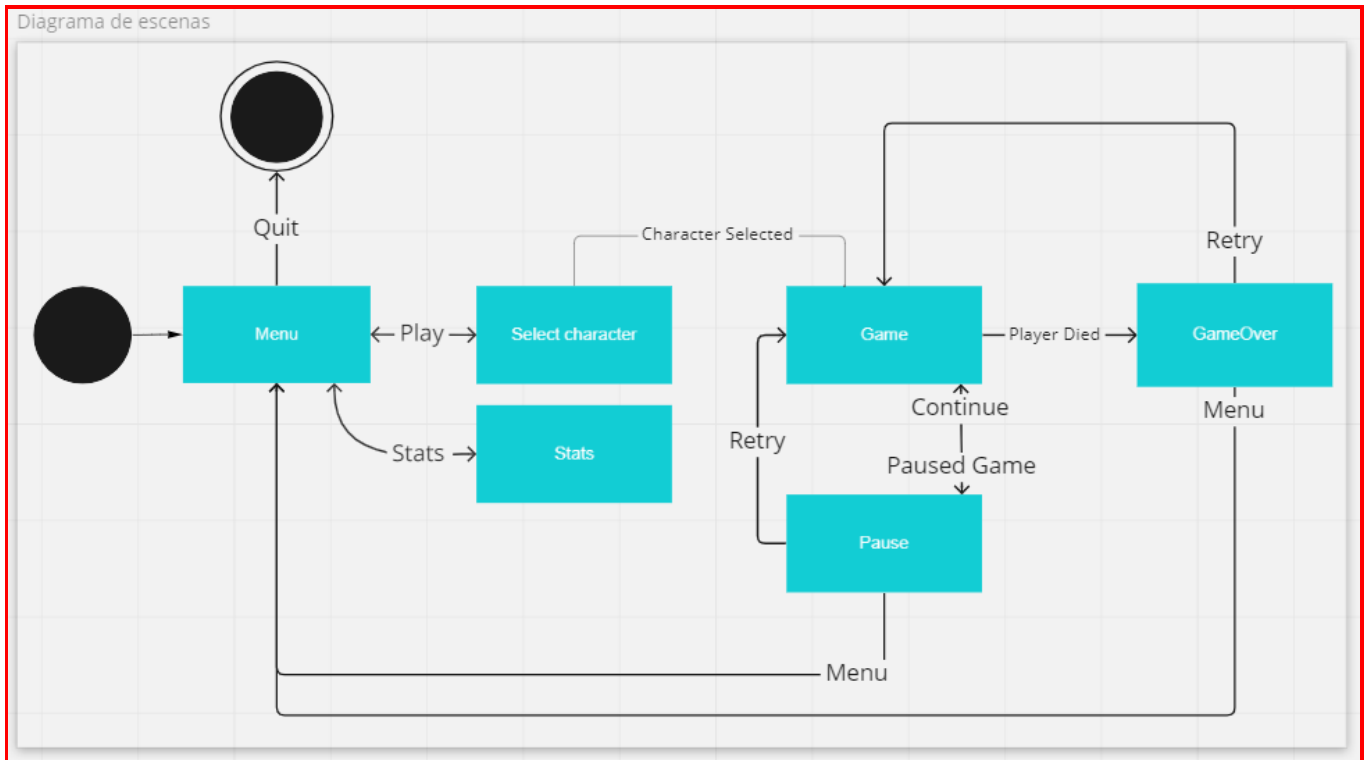 Diagrama de escenas
Quit
Character Selected
Retry
Menu
Play
Select character
Game
Player Died
GameOver
Continue
Menu
Retry
Stats
Stats
Paused Game
Pause
Menu